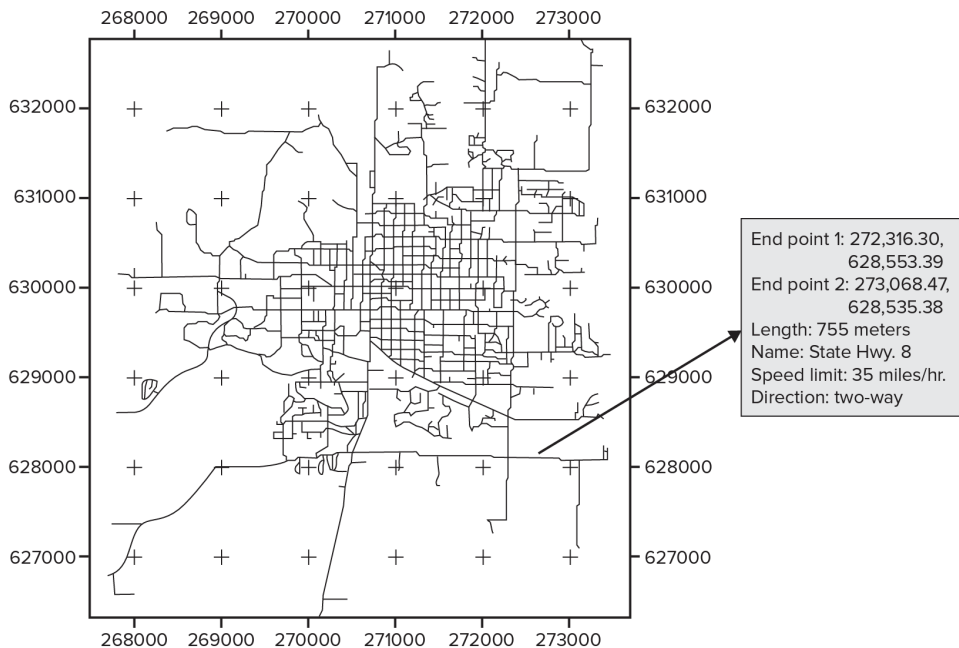 268000 269000 270000 271000 272000 273000
632000 632000
631000 631000
End point 1: 272,316.30,
628,553.39
630000 630000
End point 2: 273,068.47,
628,535.38
Length: 755 meters
Name: State Hwy. 8
629000 629000
Speed limit: 35 miles/hr.
Direction: two-way
628000 628000
627000 627000
268000 269000 270000 271000 272000 273000